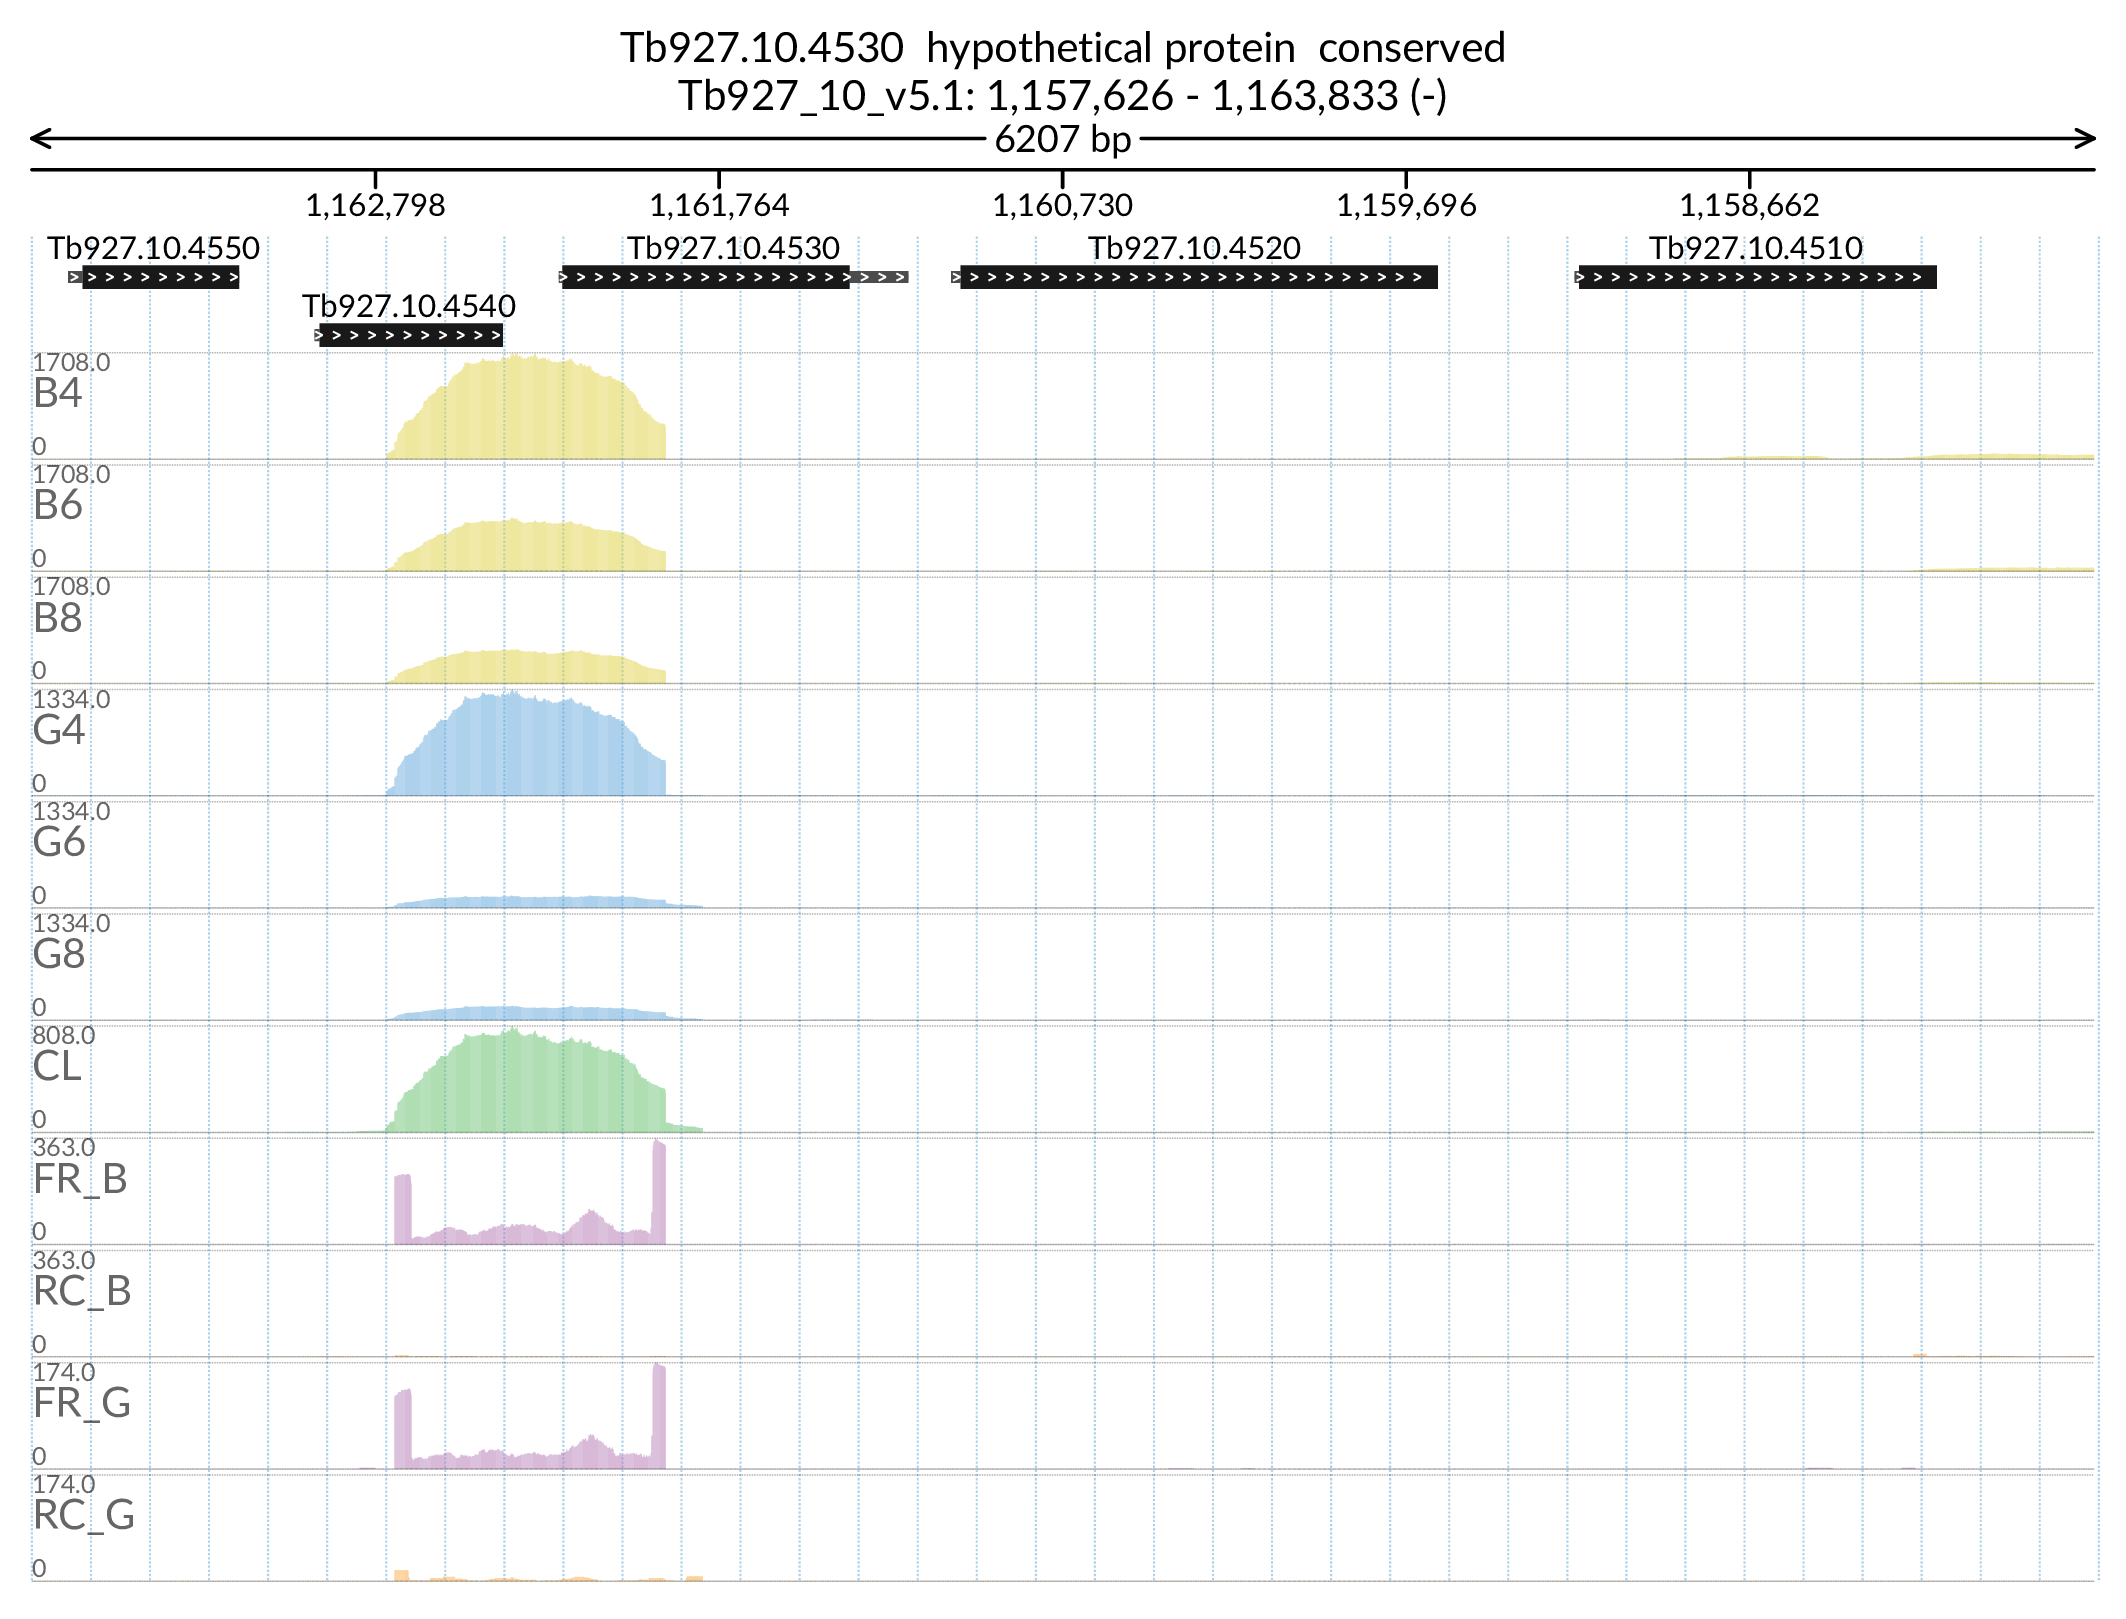 Tb927.10.4530 hypothetical protein conserved
Tb927_10_v5.1: 1,157,626 - 1,163,833 (-)
6207 bp
1,162,798 1,161,764 1,160,730 1,159,696 1,158,662
Tb927.10.4550 Tb927.10.4530 Tb927.10.4520 Tb927.10.4510
Tb927.10.4540
1708.0
B4
0
1708.0
B6
0
1708.0
B8
0
1334.0
G4
0
1334.0
G6
0
1334.0
G8
0
808.0
CL
0
363.0
FR_B
0
363.0
RC_B
0
174.0
FR_G
0
174.0
RC_G
0